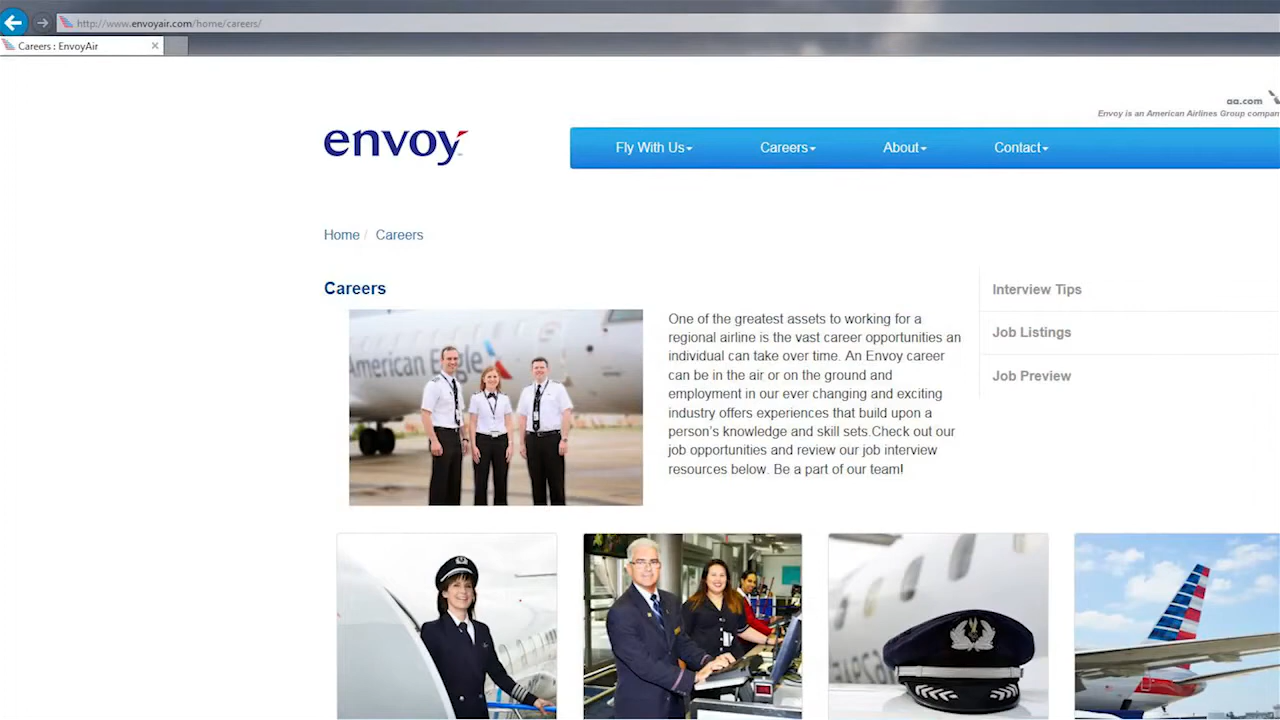 http://www.envoyair.com/home/careers/
Careers : EnvoyAir
aa.com
Envoy is an American Airlines Group compan
envoy
Fly With Us
Careers
About
Contact
Home / Careers
Careers
American Eagle
One of the greatest assets to working for a
regional airline is the vast career opportunities an
individual can take over time. An Envoy career
can be in the air or on the ground and
employment in our ever changing and exciting
industry offers experiences that build upon a
person's knowledge and skill sets.Check out our
job opportunities and review our job interview
resources below. Be a part of our team!
Interview Tips
Job Listings
Job Preview